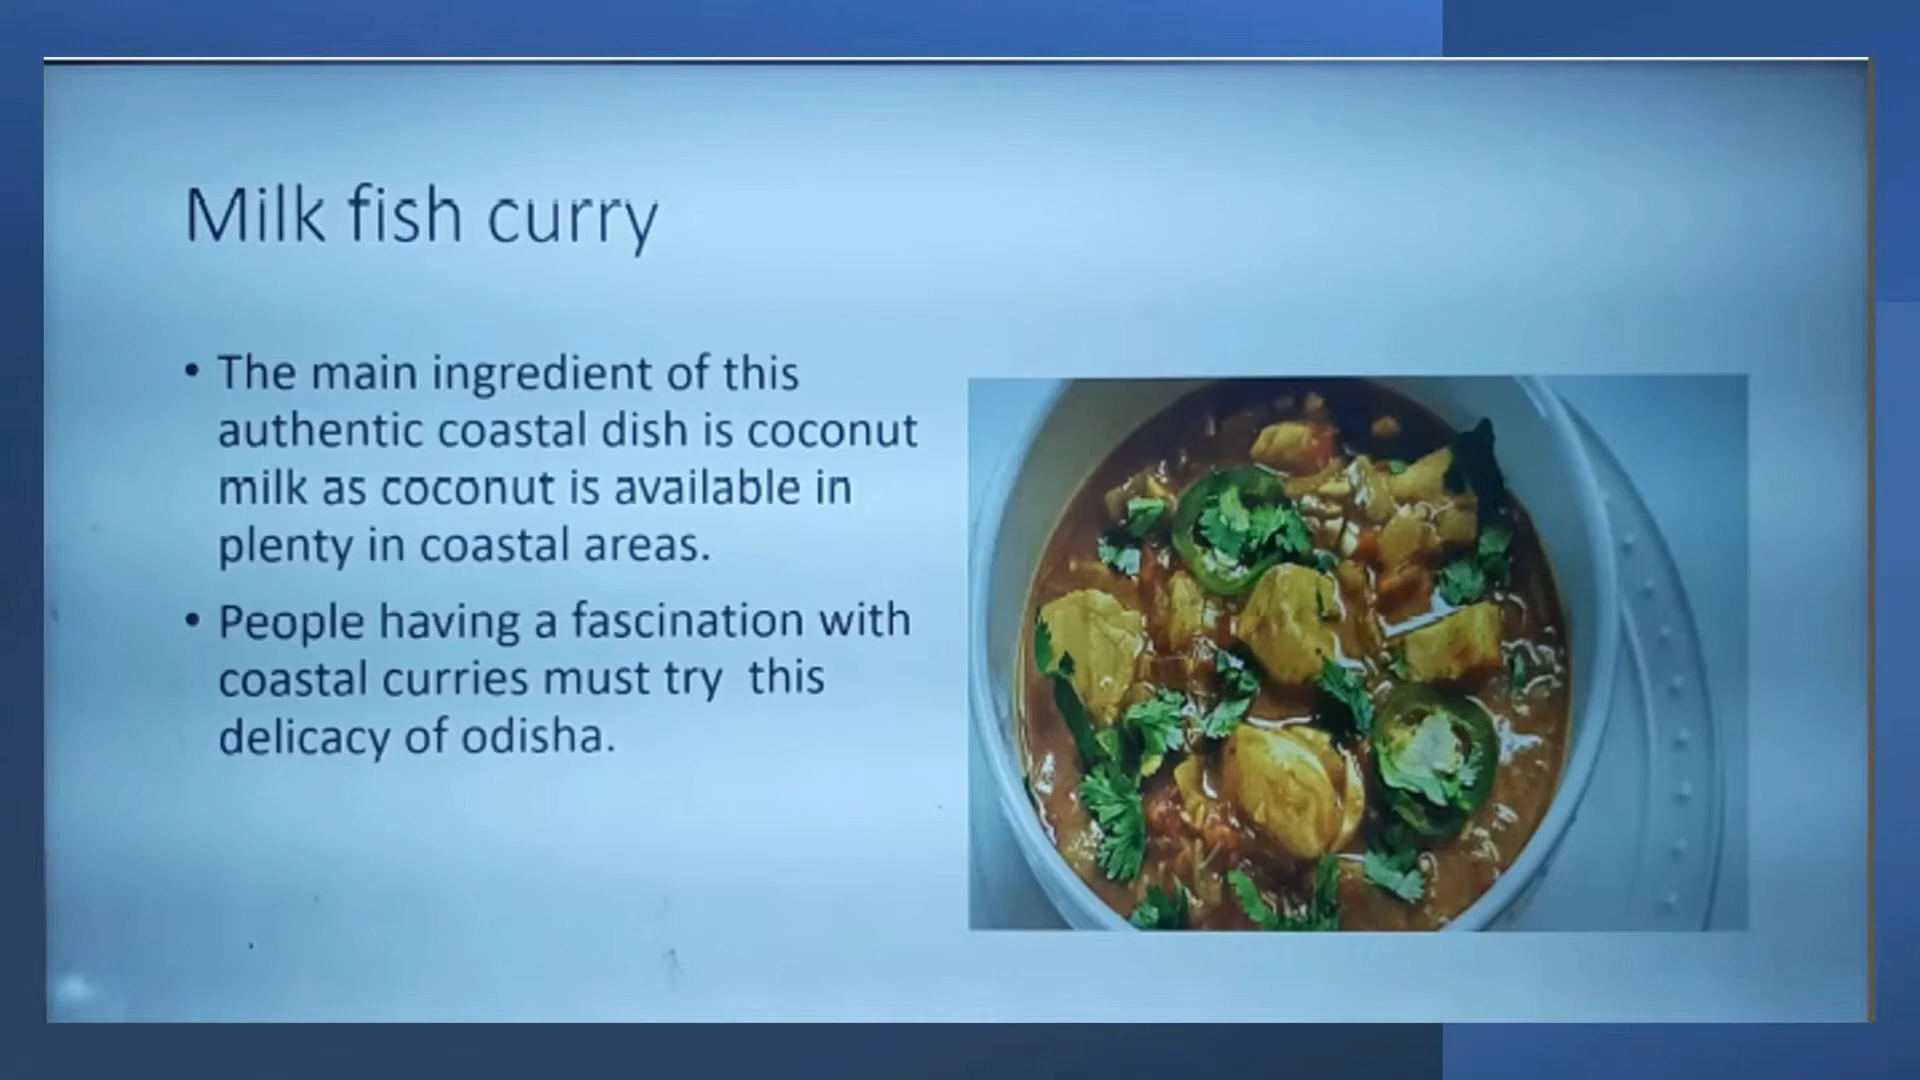 Milk fish curry
• The main ingredient of this
authentic coastal dish is coconut
milk as coconut is available in
plenty in coastal areas.
• People having a fascination with
coastal curries must try  this
delicacy of odisha.